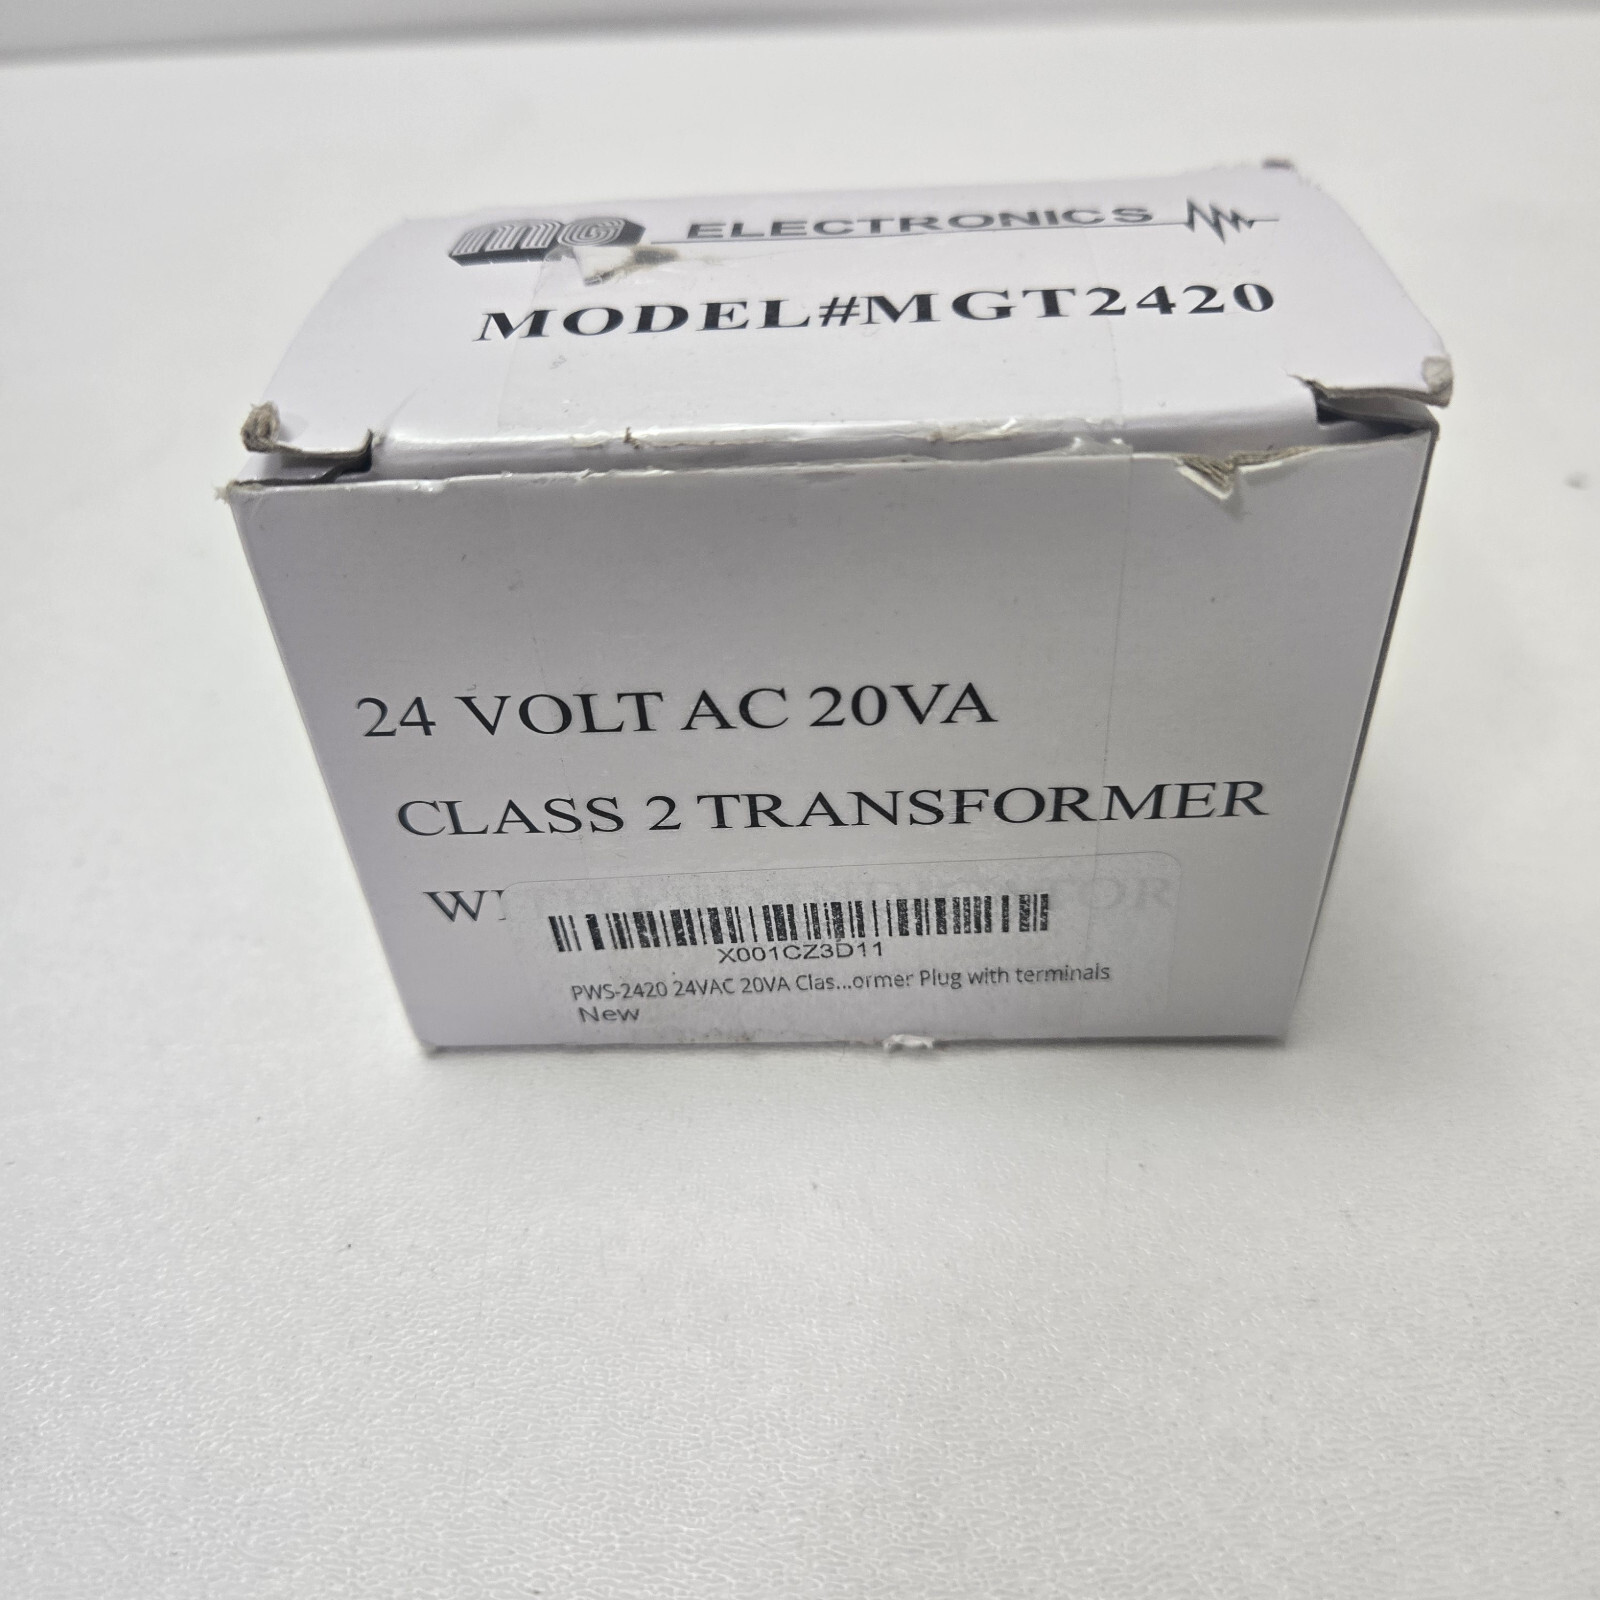 mg ELECTRONICS
MODEL#MGT2420
24 VOLT AC 20VA
CLASS 2 TRANSFORMER
X001CZ3D11
PWS-2420 24VAC 20VA Clas...ormer Plug with terminals
New